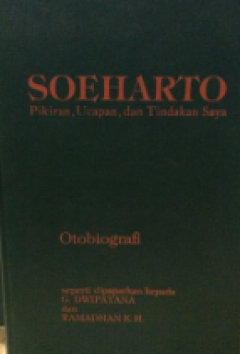 SOEHARTO
Pikiran, Ucapan, dan Tindakan Saya
Otobiografi
seperti dipaparkan kepada
G. DWIPAYANA
dan
RAMADHAN K.H.